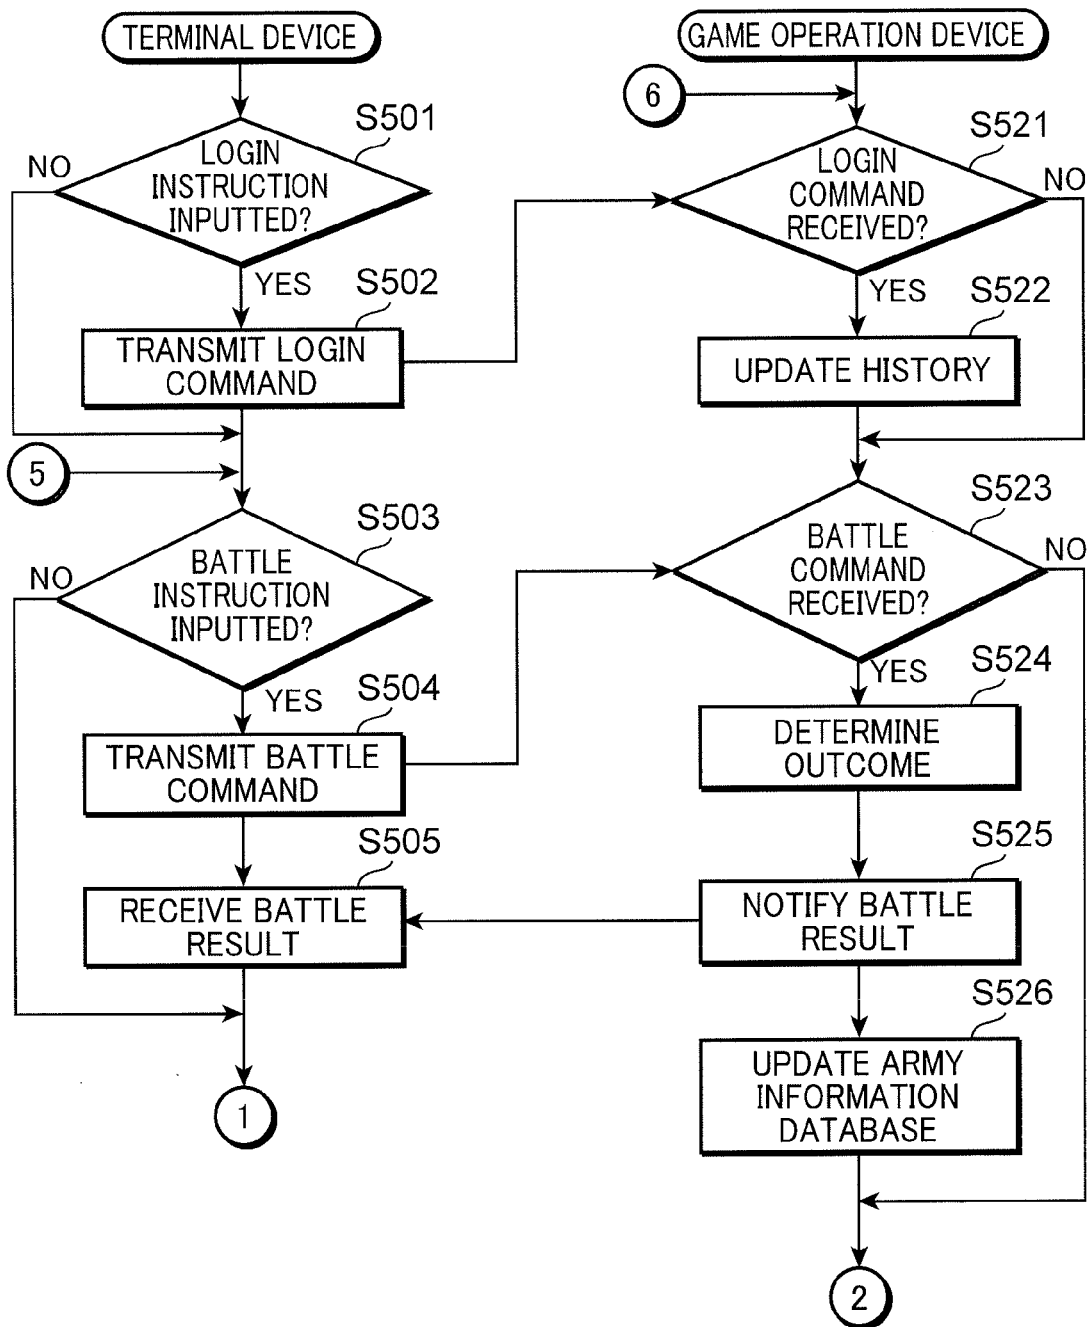 TERMINAL DEVICE
S501
NO
LOGIN
INSTRUCTION
INPUTTED?
YES
S502
TRANSMIT LOGIN
COMMAND
5
S503
NO
BATTLE
INSTRUCTION
INPUTTED?
YES
S504
TRANSMIT BATTLE
COMMAND
S505
RECEIVE BATTLE
RESULT
1
GAME OPERATION DEVICE
6
S521
LOGIN
COMMAND
RECEIVED?
NO
YES
S522
UPDATE HISTORY
S523
BATTLE
COMMAND
RECEIVED?
NO
YES
S524
DETERMINE
OUTCOME
S525
NOTIFY BATTLE
RESULT
S526
UPDATE ARMY
INFORMATION
DATABASE
2